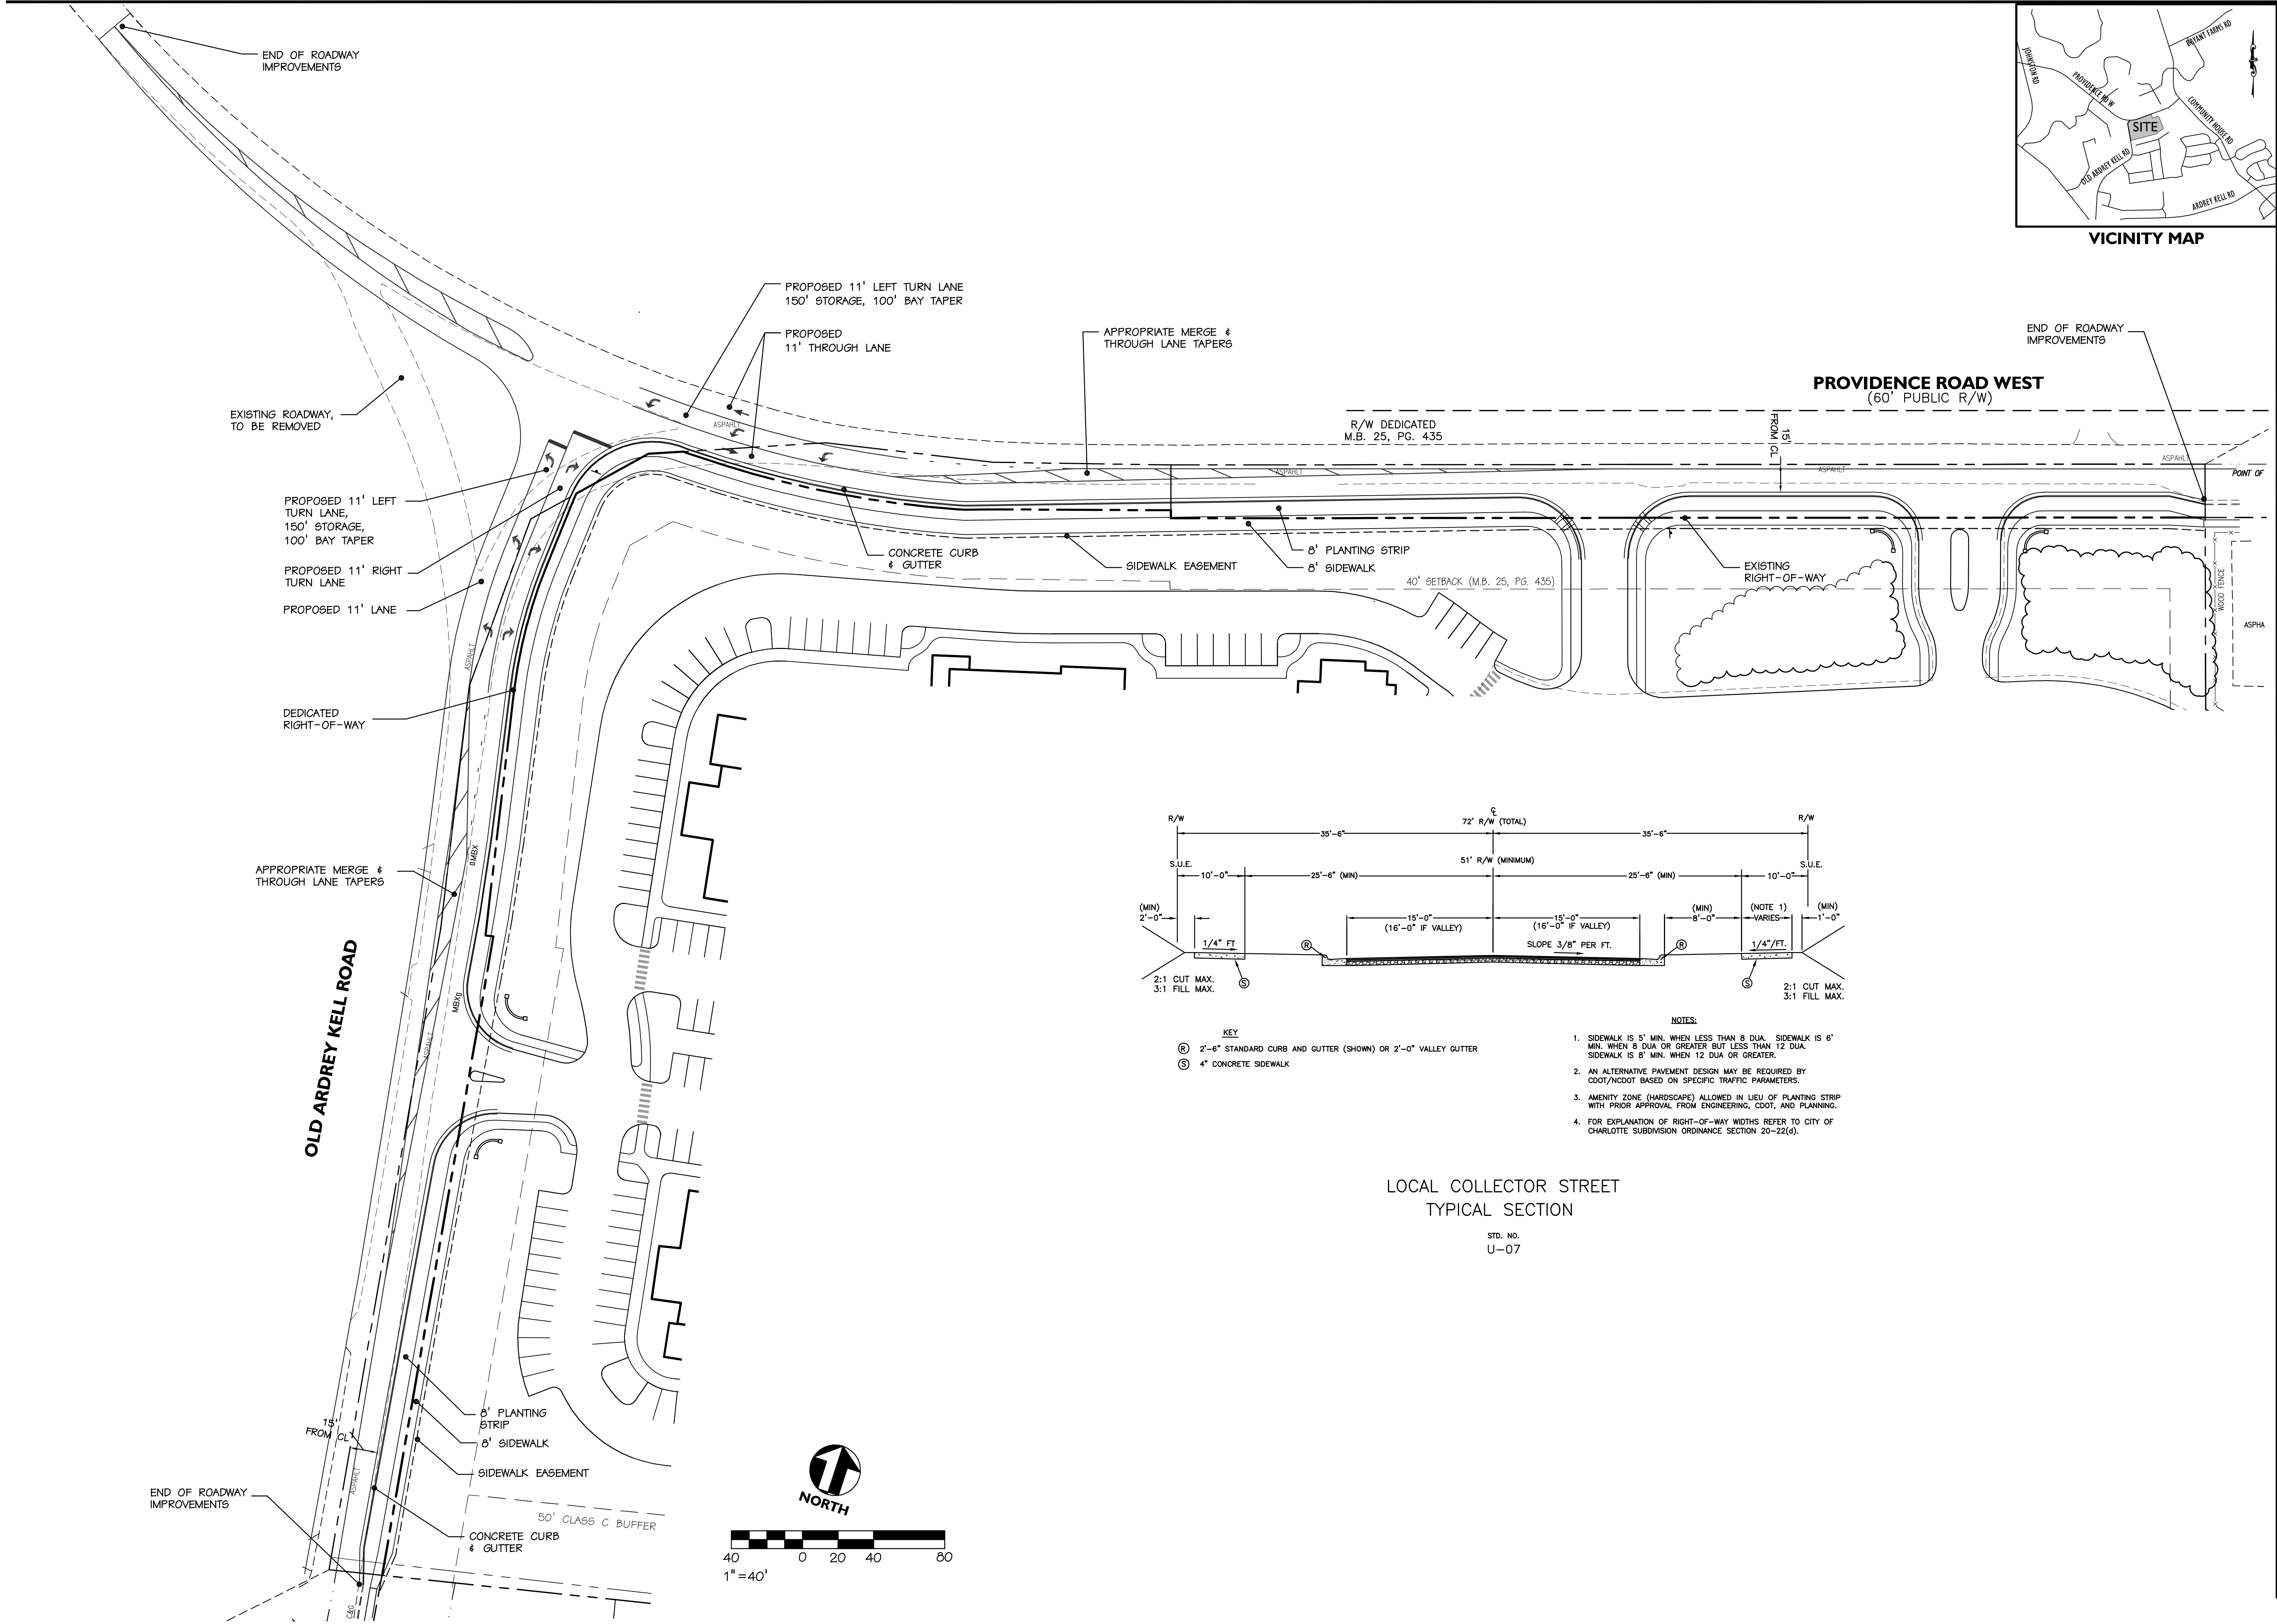 END OF ROADWAY
IMPROVEMENTS
JOHNSTON RD
BRYANT FARMS RD
PROVIDENCE RD W
COMMUNITY HOUSE RD
SITE
OLD ARDREY KELL RD
ARDREY KELL RD
VICINITY MAP
PROPOSED 11' LEFT TURN LANE
150' STORAGE, 100' BAY TAPER
PROPOSED
11' THROUGH LANE
APPROPRIATE MERGE &
THROUGH LANE TAPERS
END OF ROADWAY
IMPROVEMENTS
PROVIDENCE ROAD WEST
(60' PUBLIC R/W)
EXISTING ROADWAY,
TO BE REMOVED
ASPAHLT
R/W DEDICATED
M.B. 25, PG. 435
15'
FROM CL
ASPAHLT
ASPAHLT
ASPAHLT
POINT OF
PROPOSED 11' LEFT
TURN LANE,
150' STORAGE,
100' BAY TAPER
PROPOSED 11' RIGHT
TURN LANE
PROPOSED 11' LANE
CONCRETE CURB
& GUTTER
SIDEWALK EASEMENT
8' PLANTING STRIP
8' SIDEWALK
40' SETBACK (M.B. 25, PG. 435)
EXISTING
RIGHT-OF-WAY
WOOD FENCE
ASPHA
ASPAHLT
DEDICATED
RIGHT-OF-WAY
APPROPRIATE MERGE &
THROUGH LANE TAPERS
MBX
MBX
ASPAHLT
OLD ARDREY KELL ROAD
R/W
72' R/W (TOTAL)
R/W
35'-6"
35'-6"
51' R/W (MINIMUM)
S.U.E.
S.U.E.
10'-0"
25'-6" (MIN)
25'-6" (MIN)
10'-0"
(MIN)
2'-0"
15'-0"
(16'-0" IF VALLEY)
15'-0"
(16'-0" IF VALLEY)
(MIN)
8'-0"
(NOTE 1)
VARIES
(MIN)
1'-0"
1/4" FT
R
SLOPE 3/8" PER FT.
R
1/4"/FT.
2:1 CUT MAX.
3:1 FILL MAX.
S
S
2:1 CUT MAX.
3:1 FILL MAX.
KEY
R 2'-6" STANDARD CURB AND GUTTER (SHOWN) OR 2'-0" VALLEY GUTTER
S 4" CONCRETE SIDEWALK
NOTES:
1. SIDEWALK IS 5' MIN. WHEN LESS THAN 8 DUA. SIDEWALK IS 6'
MIN. WHEN 8 DUA OR GREATER BUT LESS THAN 12 DUA.
SIDEWALK IS 8' MIN. WHEN 12 DUA OR GREATER.
2. AN ALTERNATIVE PAVEMENT DESIGN MAY BE REQUIRED BY
CDOT/NCDOT BASED ON SPECIFIC TRAFFIC PARAMETERS.
3. AMENITY ZONE (HARDSCAPE) ALLOWED IN LIEU OF PLANTING STRIP
WITH PRIOR APPROVAL FROM ENGINEERING, CDOT, AND PLANNING.
4. FOR EXPLANATION OF RIGHT-OF-WAY WIDTHS REFER TO CITY OF
CHARLOTTE SUBDIVISION ORDINANCE SECTION 20-22(d).
LOCAL COLLECTOR STREET
TYPICAL SECTION
STD. NO.
U-07
15'
FROM CL
ASPAHLT
8' PLANTING
STRIP
8' SIDEWALK
SIDEWALK EASEMENT
END OF ROADWAY
IMPROVEMENTS
50' CLASS C BUFFER
CONCRETE CURB
& GUTTER
C&G
NORTH
40 0 20 40 80
1"=40'